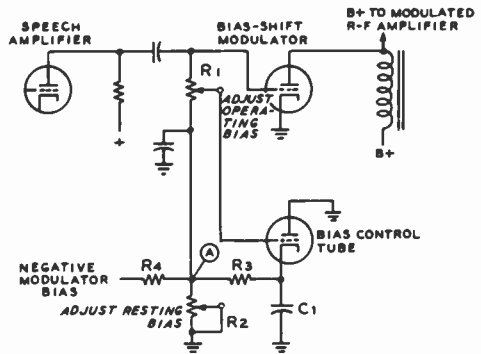 SPEECH
AMPLIFIER
BIAS-SHIFT
MODULATOR
B+ TO MODULATED
R-F AMPLIFIER
R1
ADJUST
OPERA-
TING
BIAS
+
B+
BIAS CONTROL
TUBE
A
NEGATIVE
MODULATOR
BIAS
R4
R3
C1
ADJUST RESTING
BIAS
R2